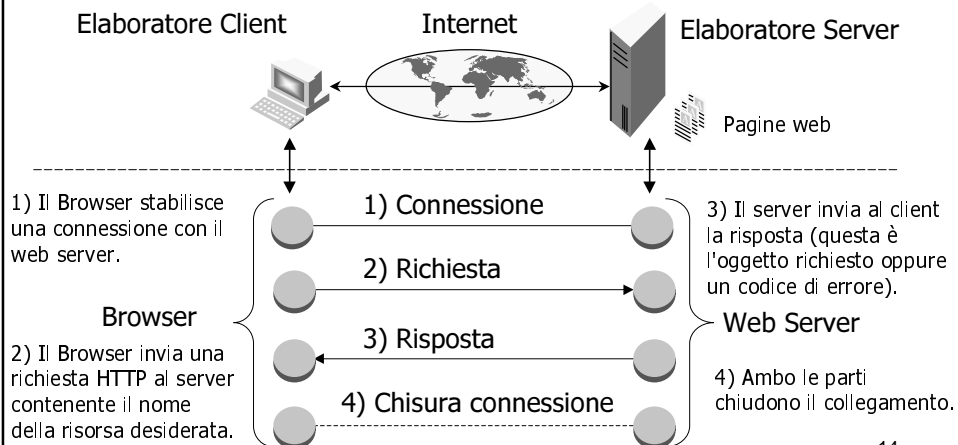 Elaboratore Client
Internet
Elaboratore Server
Pagine web
1) Il Browser stabilisce
una connessione con il
web server.
1) Connessione
3) Il server invia al client
la risposta (questa è
l'oggetto richiesto oppure
un codice di errore).
2) Richiesta
Browser
Web Server
2) Il Browser invia una
richiesta HTTP al server
contenente il nome
della risorsa desiderata.
3) Risposta
4) Ambo le parti
chiudono il collegamento.
4) Chisura connessione